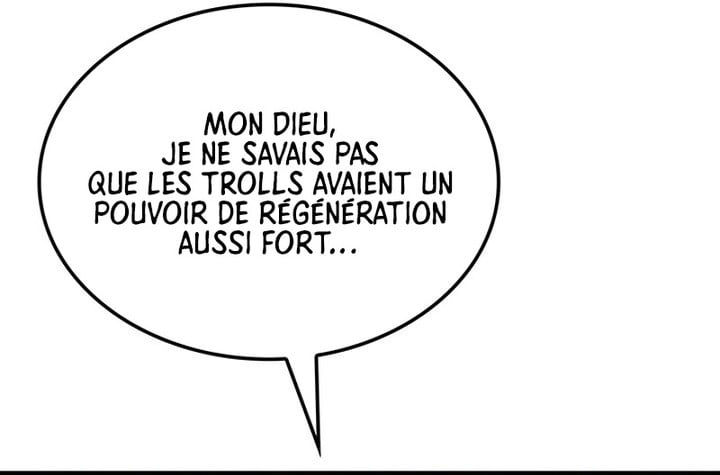 MON DIEU,
JE NE SAVAIS PAS
QUE LES TROLLS AVAIENT UN
POUVOIR DE RÉGÉNÉRATION
AUSSI FORT...